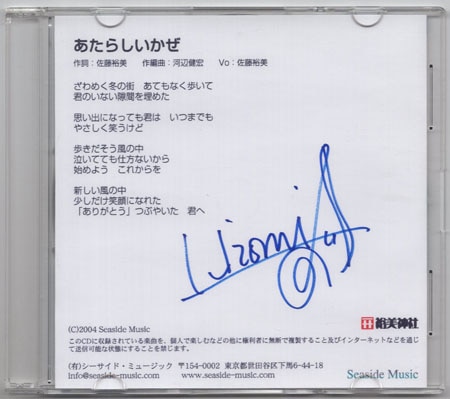 あたらしいかぜ
作詞：佐藤裕美　作編曲：河辺健宏　Vo：佐藤裕美
ざわめく冬の街　あてもなく歩いて
君のいない隙間を埋めた
思い出になっても君は　いつまでも
やさしく笑うけど
歩きだそう風の中
泣いてても仕方ないから
始めよう　これからを
新しい風の中
少しだけ笑顔になれた
「ありがとう」つぶやいた　君へ
裕美神社
(C)2004 Seaside Music
このCDに収録されている楽曲を、個人で楽しむなどの他に権利者に無断で複製すること及びインターネットなどを通じ
て送信可能な状態にすることを禁じます。
(有)シーサイド・ミュージック　〒154-0002　東京都世田谷区下馬6-44-18
info@seaside-music.com　www.seaside-music.com
Seaside Music